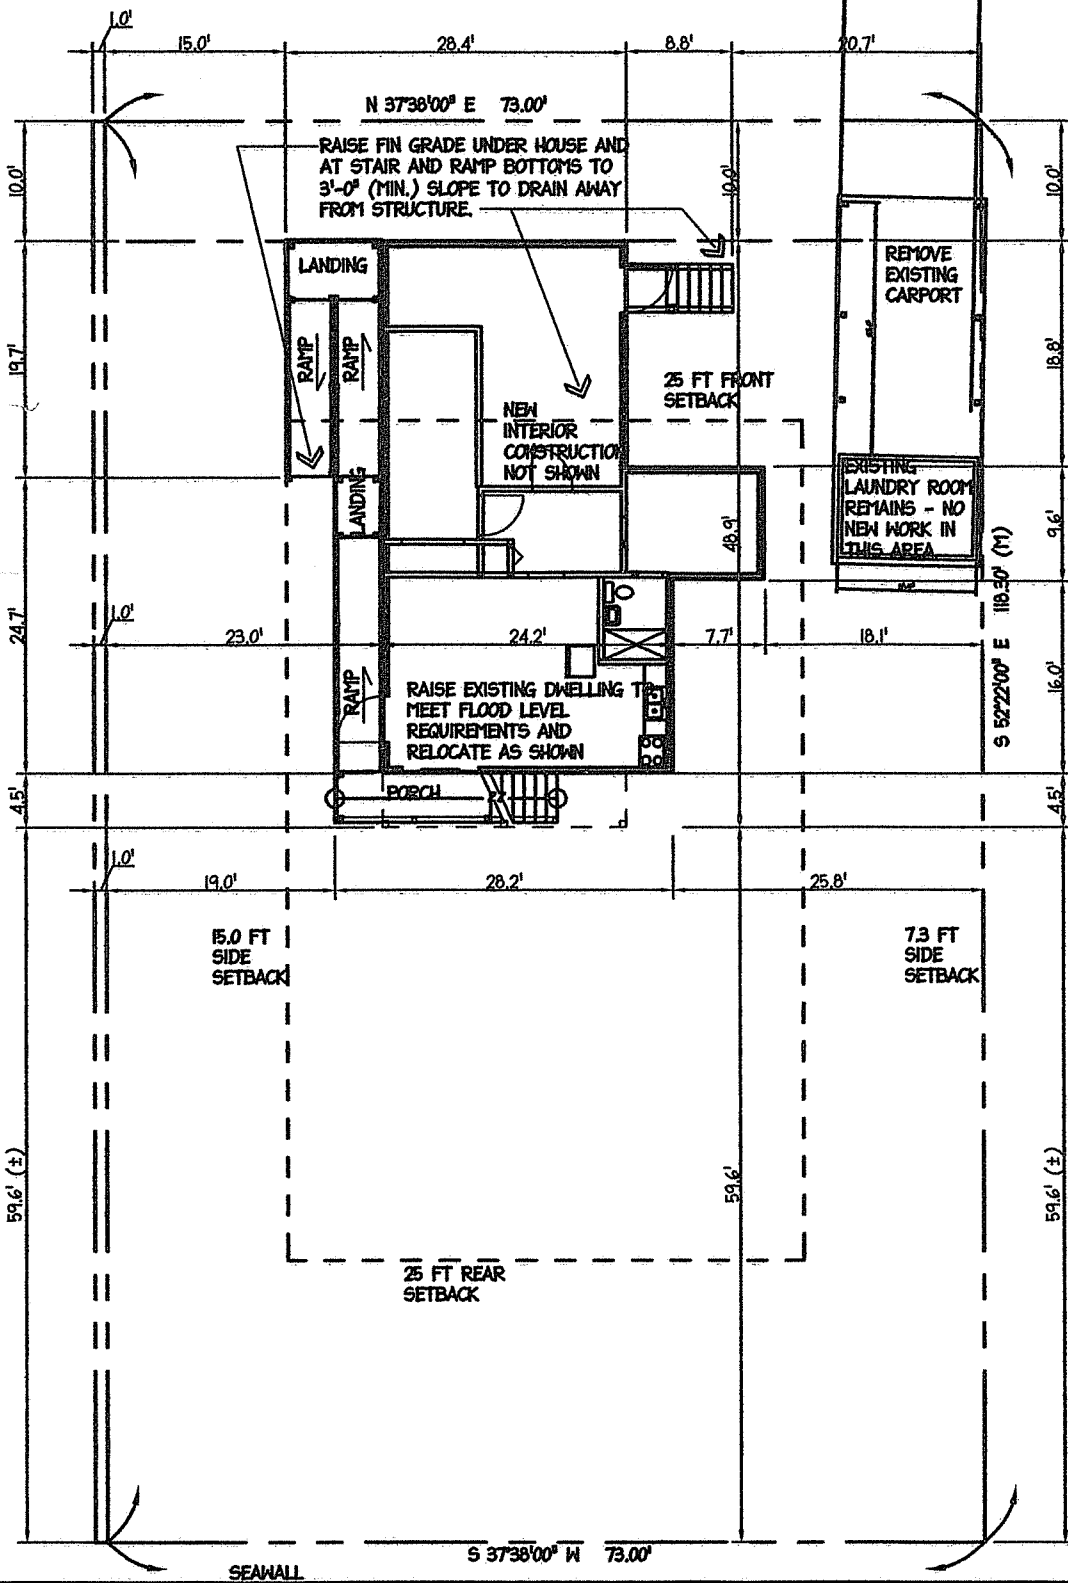 1.0'
15.0'
28.4'
8.8'
20.7'
N 37°38'00" E 73.00'
10.0'
RAISE FIN GRADE UNDER HOUSE AND
AT STAIR AND RAMP BOTTOMS TO
3'-0" (MIN.) SLOPE TO DRAIN AWAY
FROM STRUCTURE.
10.0'
10.0'
LANDING
REMOVE
EXISTING
CARPORT
19.7'
RAMP
RAMP
18.8'
25 FT FRONT
SETBACK
NEW
INTERIOR
CONSTRUCTION
NOT SHOWN
LANDING
EXISTING
LAUNDRY ROOM
REMAINS - NO
NEW WORK IN
THIS AREA
48.9'
9.6'
S 52°22'00" E 118.30' (M)
24.7'
1.0'
23.0'
24.2'
7.7'
18.1'
16.0'
RAMP
RAISE EXISTING DWELLING TO
MEET FLOOD LEVEL
REQUIREMENTS AND
RELOCATE AS SHOWN
4.5'
PORCH
4.5'
1.0'
19.0'
28.2'
25.8'
15.0 FT
SIDE
SETBACK
7.3 FT
SIDE
SETBACK
59.6' (±)
59.6'
59.6' (±)
25 FT REAR
SETBACK
S 37°38'00" W 73.00'
SEAWALL